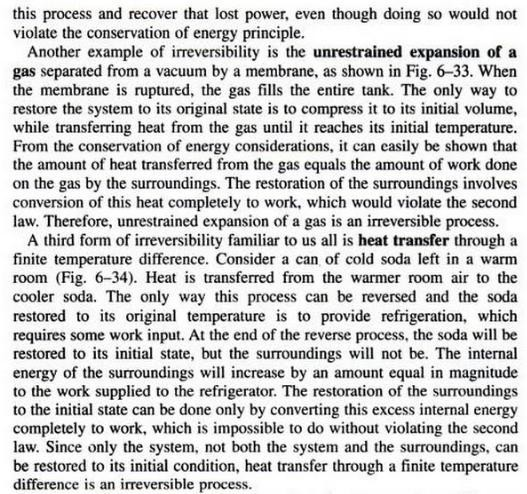 this process and recover that lost power, even though doing so would not
violate the conservation of energy principle.
Another example of irreversibility is the unrestrained expansion of a
gas separated from a vacuum by a membrane, as shown in Fig. 6–33. When
the membrane is ruptured, the gas fills the entire tank. The only way to
restore the system to its original state is to compress it to its initial volume,
while transferring heat from the gas until it reaches its initial temperature.
From the conservation of energy considerations, it can easily be shown that
the amount of heat transferred from the gas equals the amount of work done
on the gas by the surroundings. The restoration of the surroundings involves
conversion of this heat completely to work, which would violate the second
law. Therefore, unrestrained expansion of a gas is an irreversible process.
A third form of irreversibility familiar to us all is heat transfer through a
finite temperature difference. Consider a can of cold soda left in a warm
room (Fig. 6–34). Heat is transferred from the warmer room air to the
cooler soda. The only way this process can be reversed and the soda
restored to its original temperature is to provide refrigeration, which
requires some work input. At the end of the reverse process, the soda will be
restored to its initial state, but the surroundings will not be. The internal
energy of the surroundings will increase by an amount equal in magnitude
to the work supplied to the refrigerator. The restoration of the surroundings
to the initial state can be done only by converting this excess internal energy
completely to work, which is impossible to do without violating the second
law. Since only the system, not both the system and the surroundings, can
be restored to its initial condition, heat transfer through a finite temperature
difference is an irreversible process.